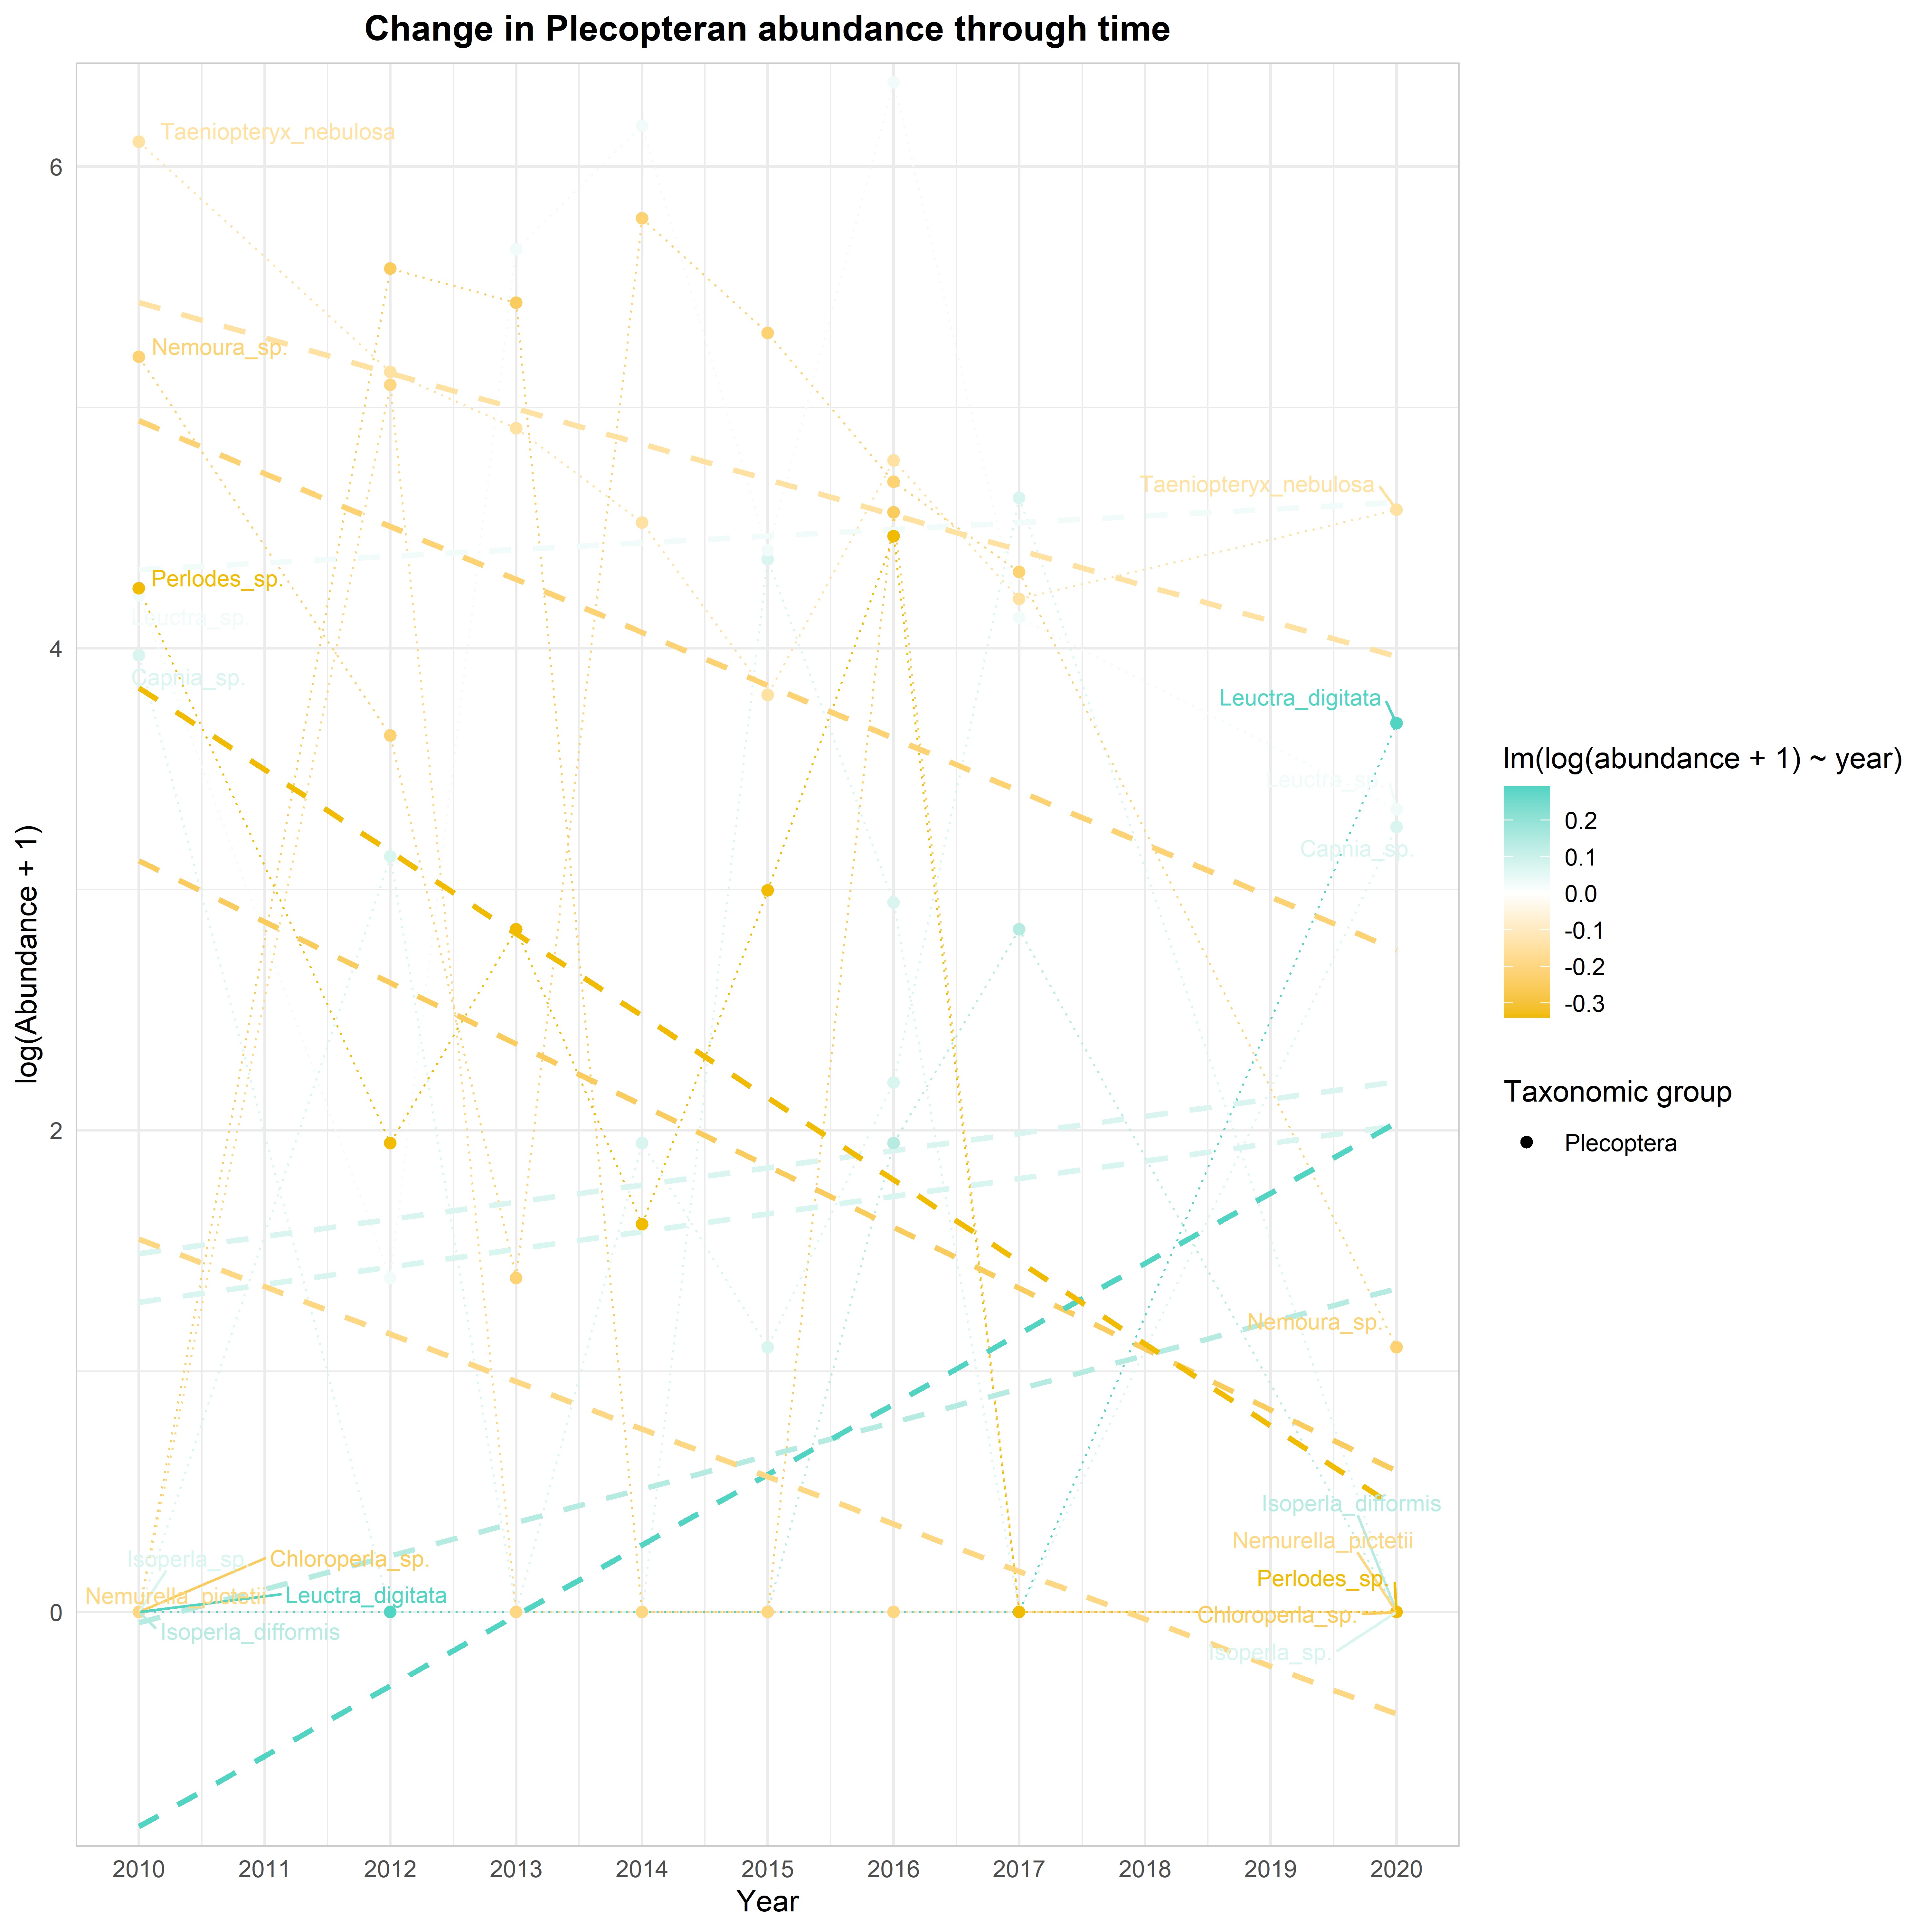 Change in Plecopteran abundance through time
log(Abundance + 1)
6
4
2
0
Taeniopteryx_nebulosa
Nemoura_sp.
Perlodes_sp.
Leuctra_sp.
Capnia_sp.
Isoperla_sp.
Chloroperla_sp.
Nemurella_pictetii
Leuctra_digitata
Isoperla_difformis
Taeniopteryx_nebulosa
Leuctra_digitata
Leuctra_sp.
Capnia_sp.
Nemoura_sp.
Isoperla_difformis
Nemurella_pictetii
Perlodes_sp.
Chloroperla_sp.
Isoperla_sp.
2010 2011 2012 2013 2014 2015 2016 2017 2018 2019 2020
Year
lm(log(abundance + 1) ~ year)
0.2
0.1
0.0
-0.1
-0.2
-0.3
Taxonomic group
Plecoptera